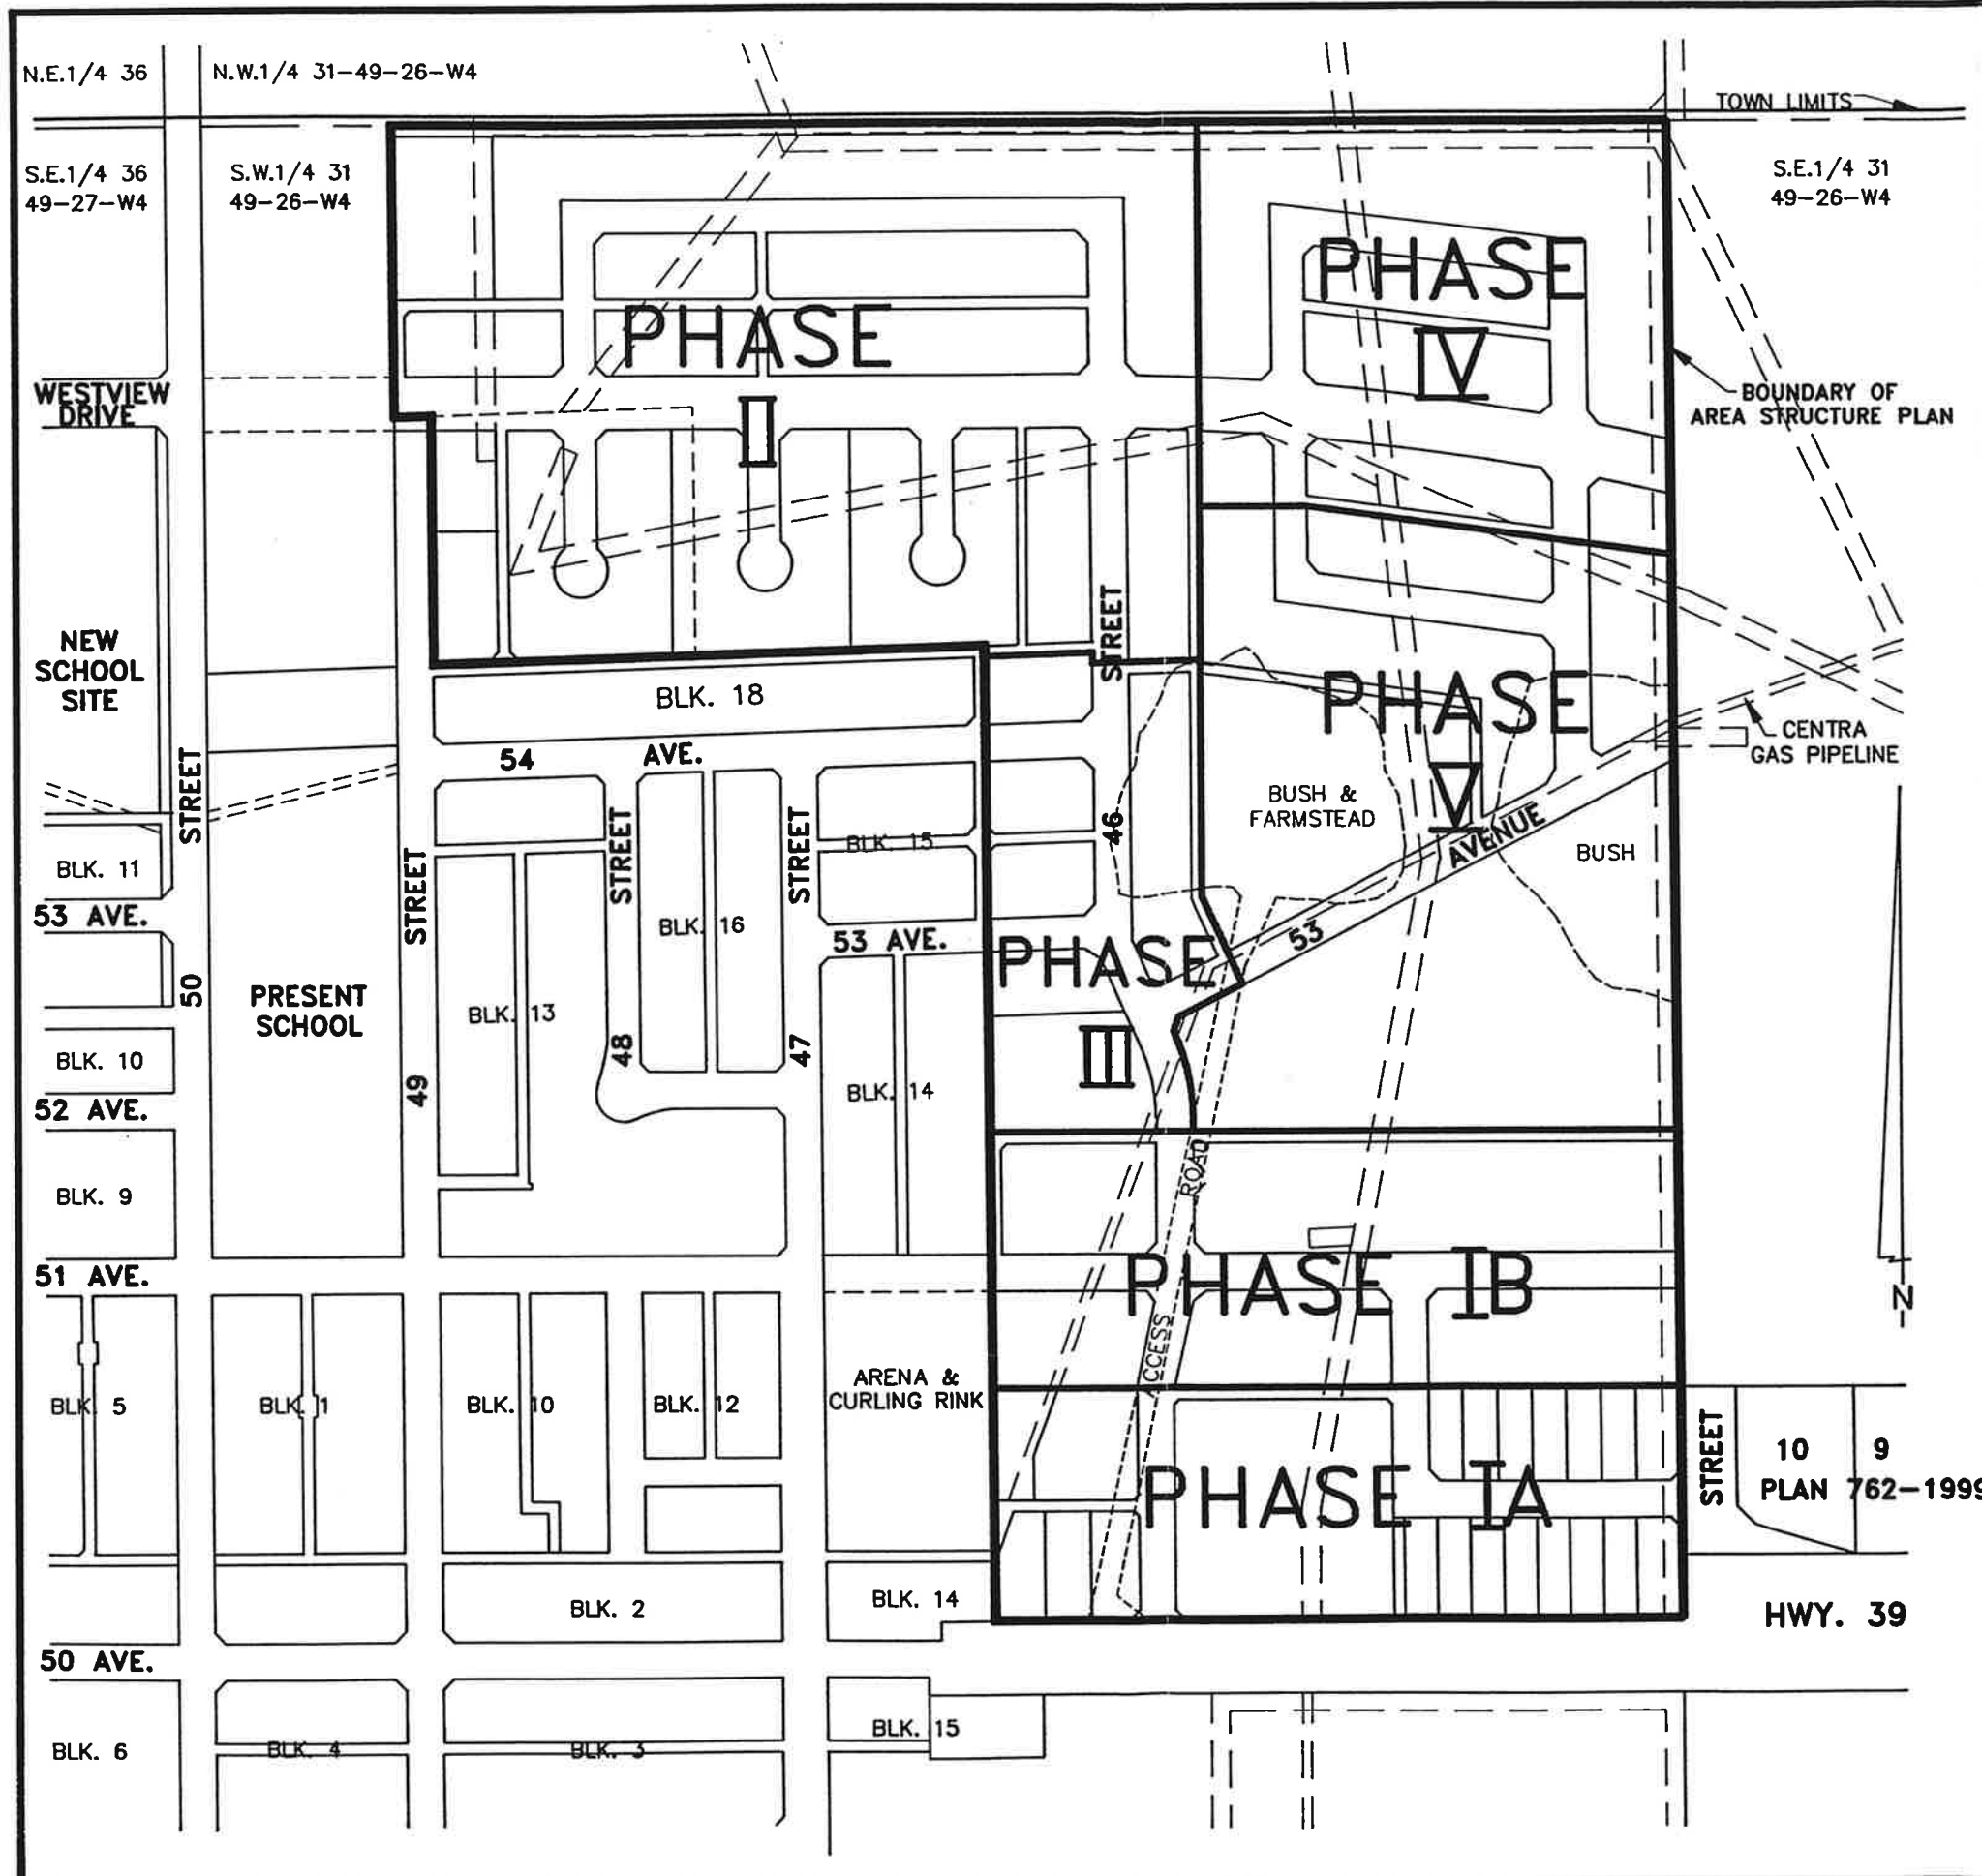 N.E.1/4 36
N.W.1/4 31-49-26-W4
TOWN LIMITS
S.E.1/4 36
49-27-W4
S.W.1/4 31
49-26-W4
S.E.1/4 31
49-26-W4
PHASE
IV
PHASE
II
WESTVIEW
DRIVE
BOUNDARY OF
AREA STRUCTURE PLAN
NEW
SCHOOL
SITE
STREET
BLK. 18
PHASE
V
CENTRA
GAS PIPELINE
54 AVE.
STREET
STREET
STREET
STREET
46
BLK. 15
BUSH &
FARMSTEAD
BUSH
53 AVENUE
BLK. 11
53 AVE.
BLK. 16
53 AVE.
PHASE
III
50
PRESENT
SCHOOL
BLK. 13
48
47
49
BLK. 14
BLK. 10
52 AVE.
BLK. 9
ROAD
51 AVE.
PHASE IB
N
ACCESS
ARENA &
CURLING RINK
BLK. 5
BLK. 1
BLK. 10
BLK. 12
STREET
10
9
PLAN 762-1999
PHASE IA
BLK. 2
BLK. 14
HWY. 39
50 AVE.
BLK. 15
BLK. 6
BLK. 4
BLK. 3